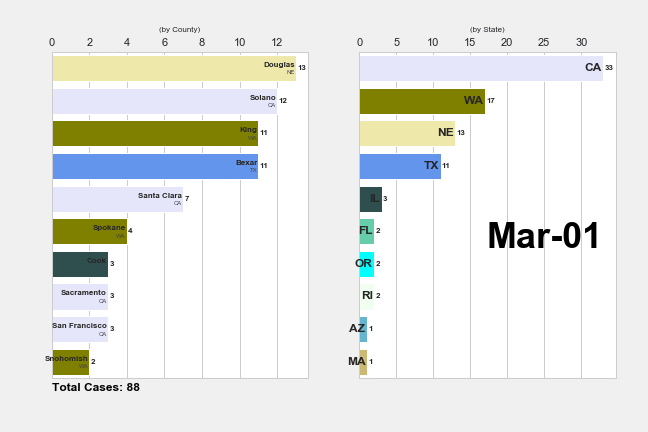 (by County)
0 2 4 6 8 10 12
Douglas 13
NE
Solano 12
CA
King 11
WA
Bexar 11
TX
Santa Clara 7
CA
Spokane 4
WA
Cook 3
Sacramento 3
CA
San Francisco 3
CA
Snohomish 2
WA
Total Cases: 88
(by State)
0 5 10 15 20 25 30
CA 33
WA 17
NE 13
TX 11
IL 3
FL 2
OR 2
RI 2
AZ 1
MA 1
Mar-01